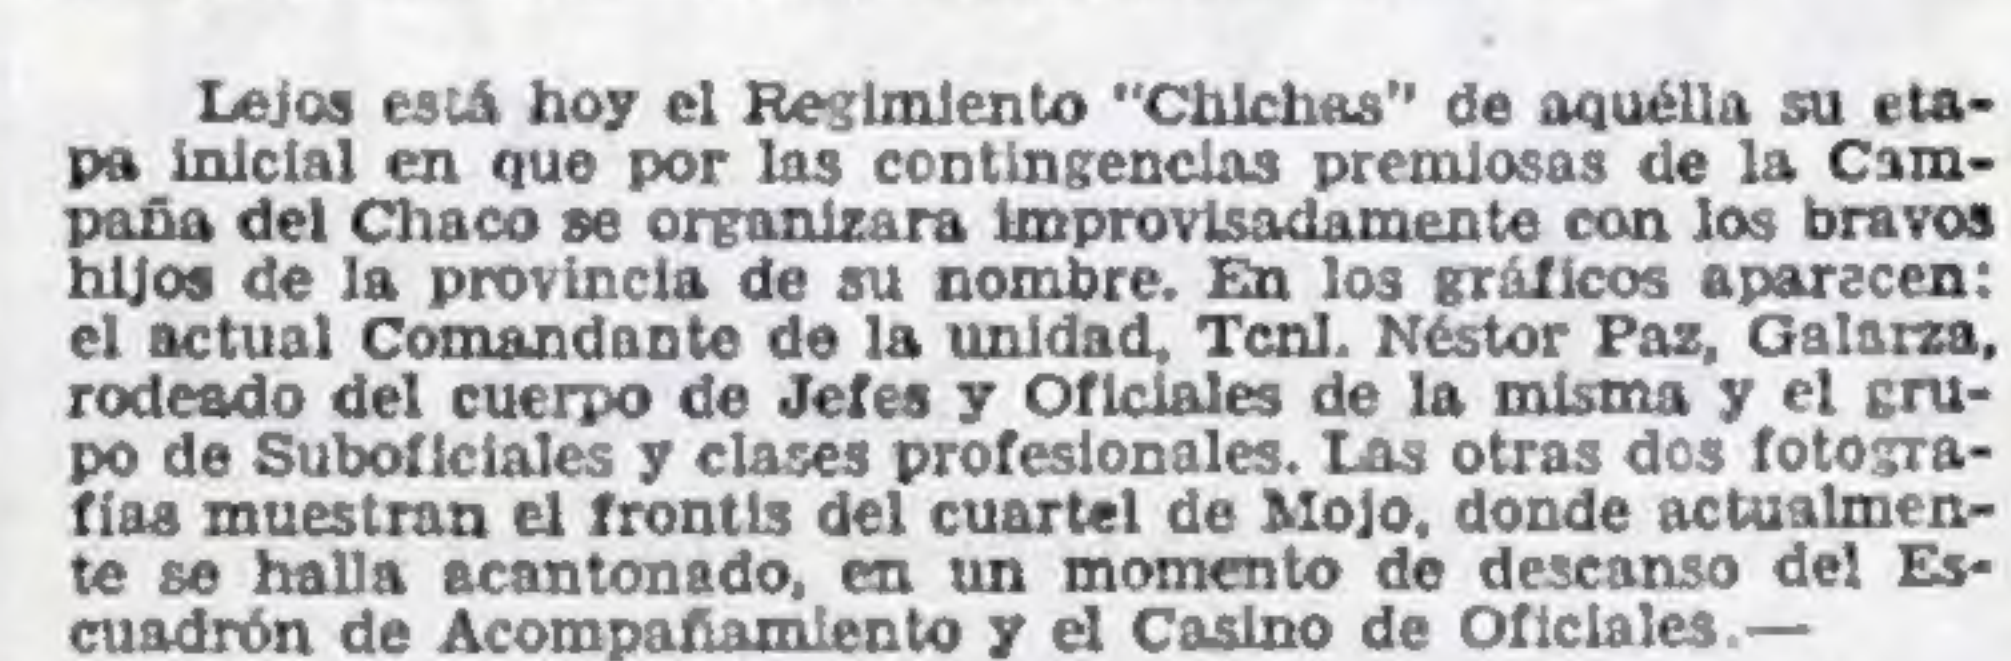 Lejos está hoy el Regimiento "Chichas" de aquélla su eta-
pa inicial en que por las contingencias premiosas de la Cam-
paña del Chaco se organizara improvisadamente con los bravos
hijos de la provincia de su nombre. En los gráficos aparecen:
el actual Comandante de la unidad, Tcnl. Néstor Paz, Galarza,
rodeado del cuerpo de Jefes y Oficiales de la misma y el gru-
po de Suboficiales y clases profesionales. Las otras dos fotogra-
fías muestran el frontis del cuartel de Mojo, donde actualmen-
te se halla acantonado, en un momento de descanso del Es-
cuadrón de Acompañamiento y el Casino de Oficiales.—